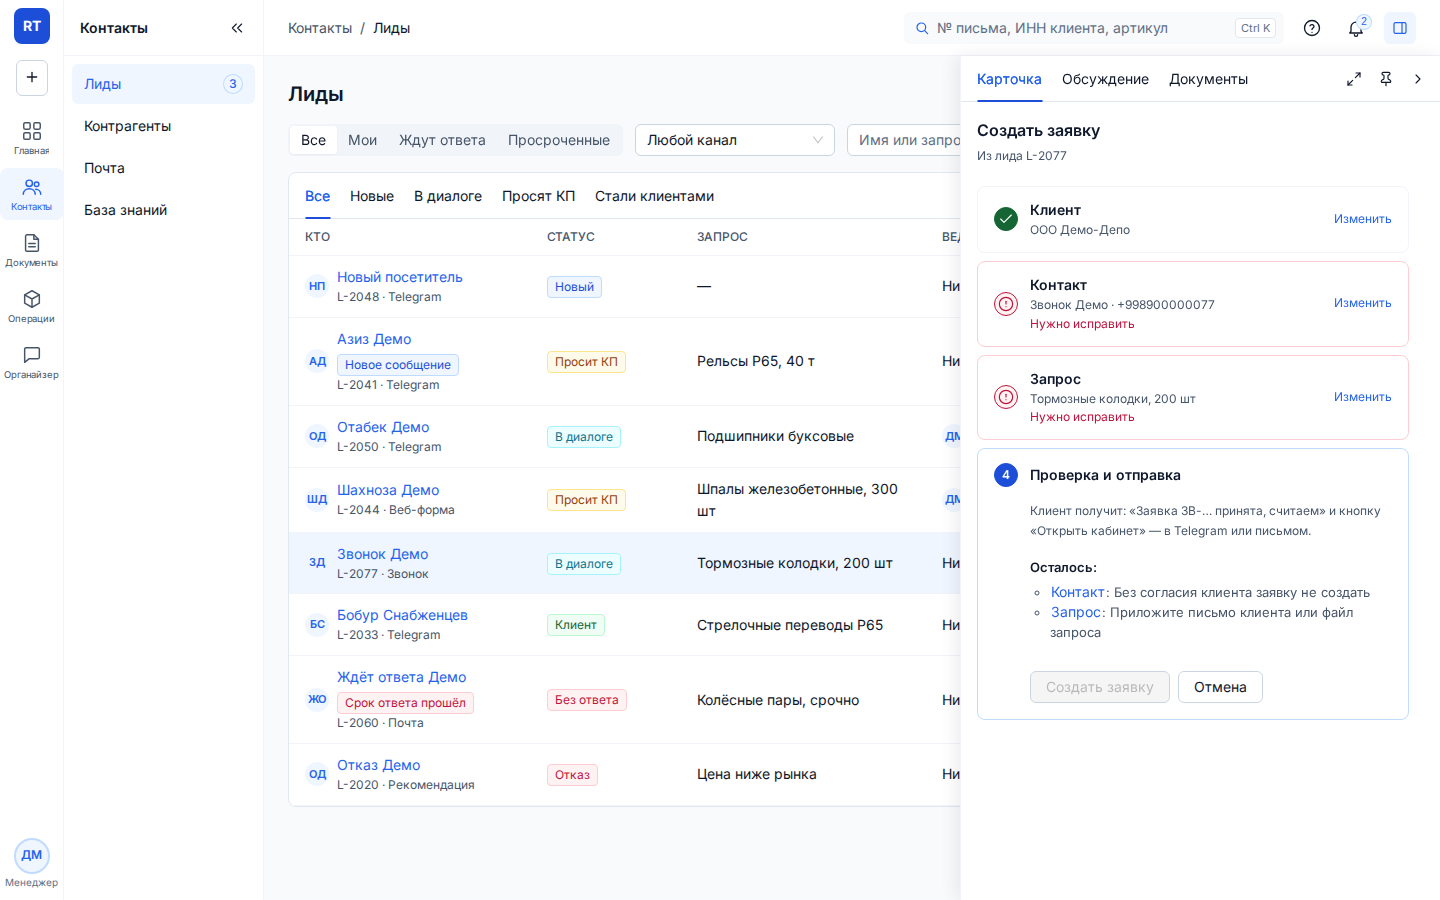 RT
Контакты
Контакты / Лиды
№ письма, ИНН клиента, артикул
Ctrl K
2
Главная
Контакты
Документы
Операции
Органайзер
ДМ
Менеджер
Лиды
3
Контрагенты
Почта
База знаний
Лиды
Все
Мои
Ждут ответа
Просроченные
Любой канал
Имя или запро
Все
Новые
В диалоге
Просят КП
Стали клиентами
КТО
СТАТУС
ЗАПРОС
ВЕД
НП
Новый посетитель
L-2048 · Telegram
Новый
—
Ни
АД
Азиз Демо
Новое сообщение
L-2041 · Telegram
Просит КП
Рельсы Р65, 40 т
Ни
ОД
Отабек Демо
L-2050 · Telegram
В диалоге
Подшипники буксовые
ДМ
ШД
Шахноза Демо
L-2044 · Веб-форма
Просит КП
Шпалы железобетонные, 300
шт
ДМ
ЗД
Звонок Демо
L-2077 · Звонок
В диалоге
Тормозные колодки, 200 шт
Ни
БС
Бобур Снабженцев
L-2033 · Telegram
Клиент
Стрелочные переводы Р65
Ни
ЖО
Ждёт ответа Демо
Срок ответа прошёл
L-2060 · Почта
Без ответа
Колёсные пары, срочно
Ни
ОД
Отказ Демо
L-2020 · Рекомендация
Отказ
Цена ниже рынка
Ни
Карточка
Обсуждение
Документы
Создать заявку
Из лида L-2077
Клиент
ООО Демо-Депо
Изменить
Контакт
Звонок Демо · +998900000077
Нужно исправить
Изменить
Запрос
Тормозные колодки, 200 шт
Нужно исправить
Изменить
4
Проверка и отправка
Клиент получит: «Заявка ЗВ-... принята, считаем» и кнопку
«Открыть кабинет» — в Telegram или письмом.
Осталось:
Контакт: Без согласия клиента заявку не создать
Запрос: Приложите письмо клиента или файл
запроса
Создать заявку
Отмена